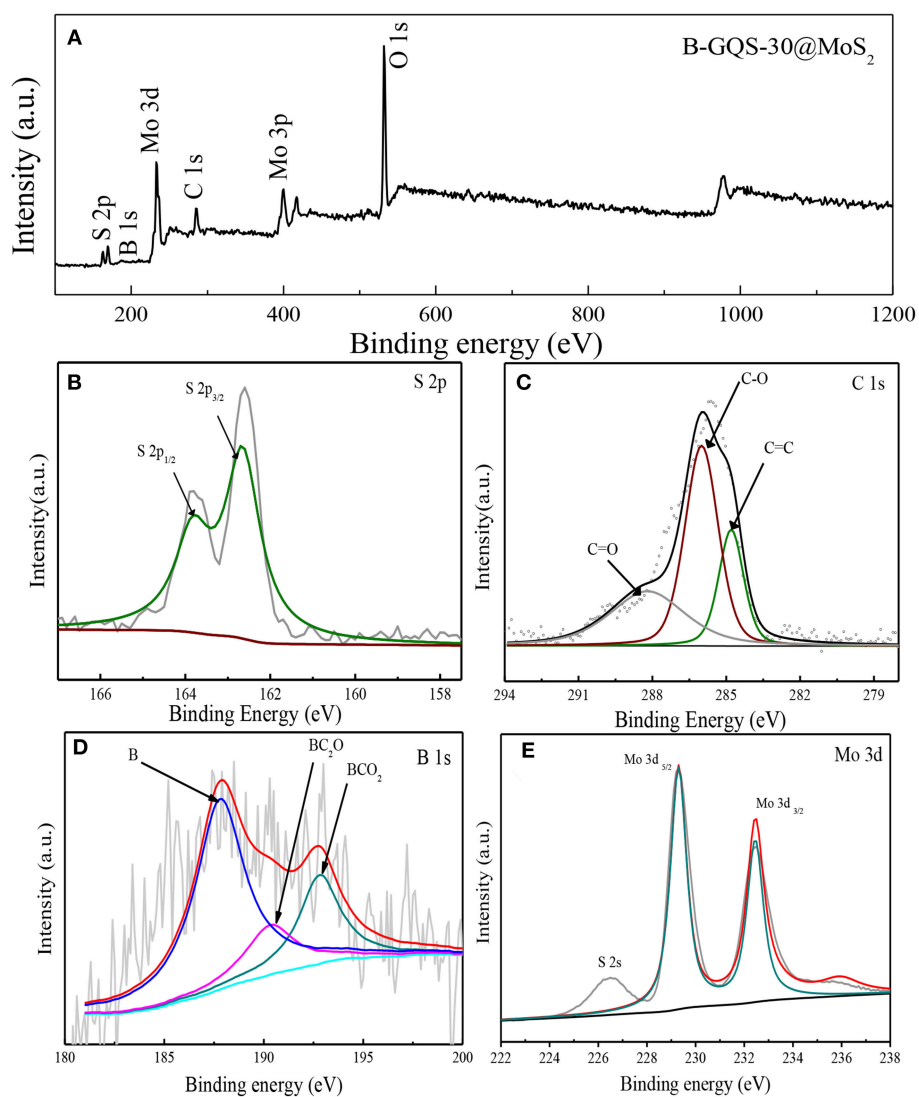 A
B-GQS-30@MoS₂
Intensity (a.u.)
S 2p
B 1s
Mo 3d
C 1s
Mo 3p
O 1s
200 400 600 800 1000 1200
Binding energy (eV)
B
S 2p
S 2p₃/₂
S 2p₁/₂
Intensity(a.u.)
166 164 162 160 158
Binding Energy (eV)
C
C 1s
C-O
C=C
C=O
Intensity(a.u.)
294 291 288 285 282 279
Binding Energy (eV)
D
B 1s
B
BC₂O
BCO₂
Intensity (a.u.)
180 185 190 195 200
Binding energy (eV)
E
Mo 3d
Mo 3d 5/2
Mo 3d 3/2
S 2s
Intensity (a.u.)
222 224 226 228 230 232 234 236 238
Binding energy (eV)